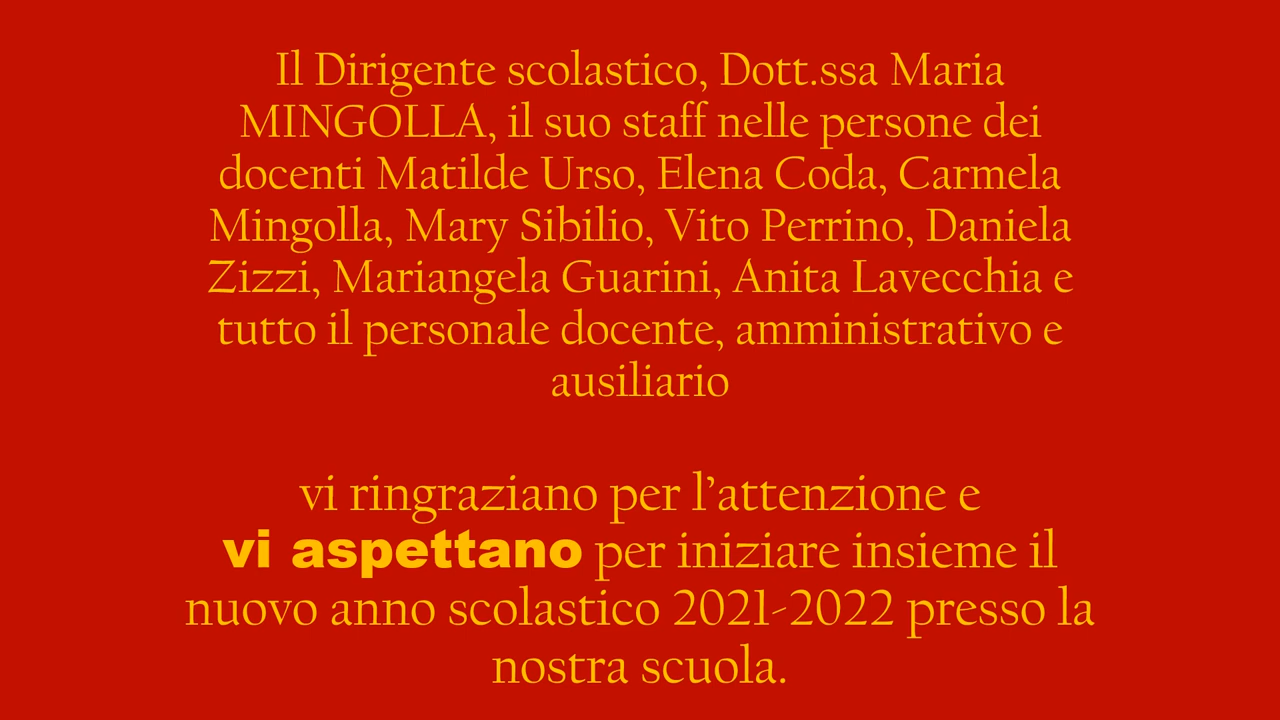 Il Dirigente scolastico, Dott.ssa Maria
MINGOLLA, il suo staff nelle persone dei
docenti Matilde Urso, Elena Coda, Carmela
Mingolla, Mary Sibilio, Vito Perrino, Daniela
Zizzi, Mariangela Guarini, Anita Lavecchia e
tutto il personale docente, amministrativo e
ausiliario
vi ringraziano per l’attenzione e
vi aspettano per iniziare insieme il
nuovo anno scolastico 2021-2022 presso la
nostra scuola.